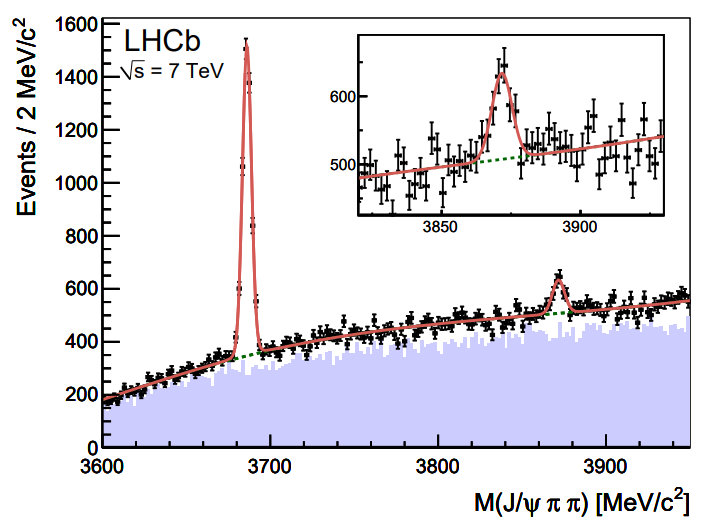 LHCb
√s = 7 TeV
Events / 2 MeV/c²
1600
1400
1200
1000
800
600
400
200
0
3600 3700 3800 3900
M(J/ψ π π) [MeV/c²]
600
500
3850 3900